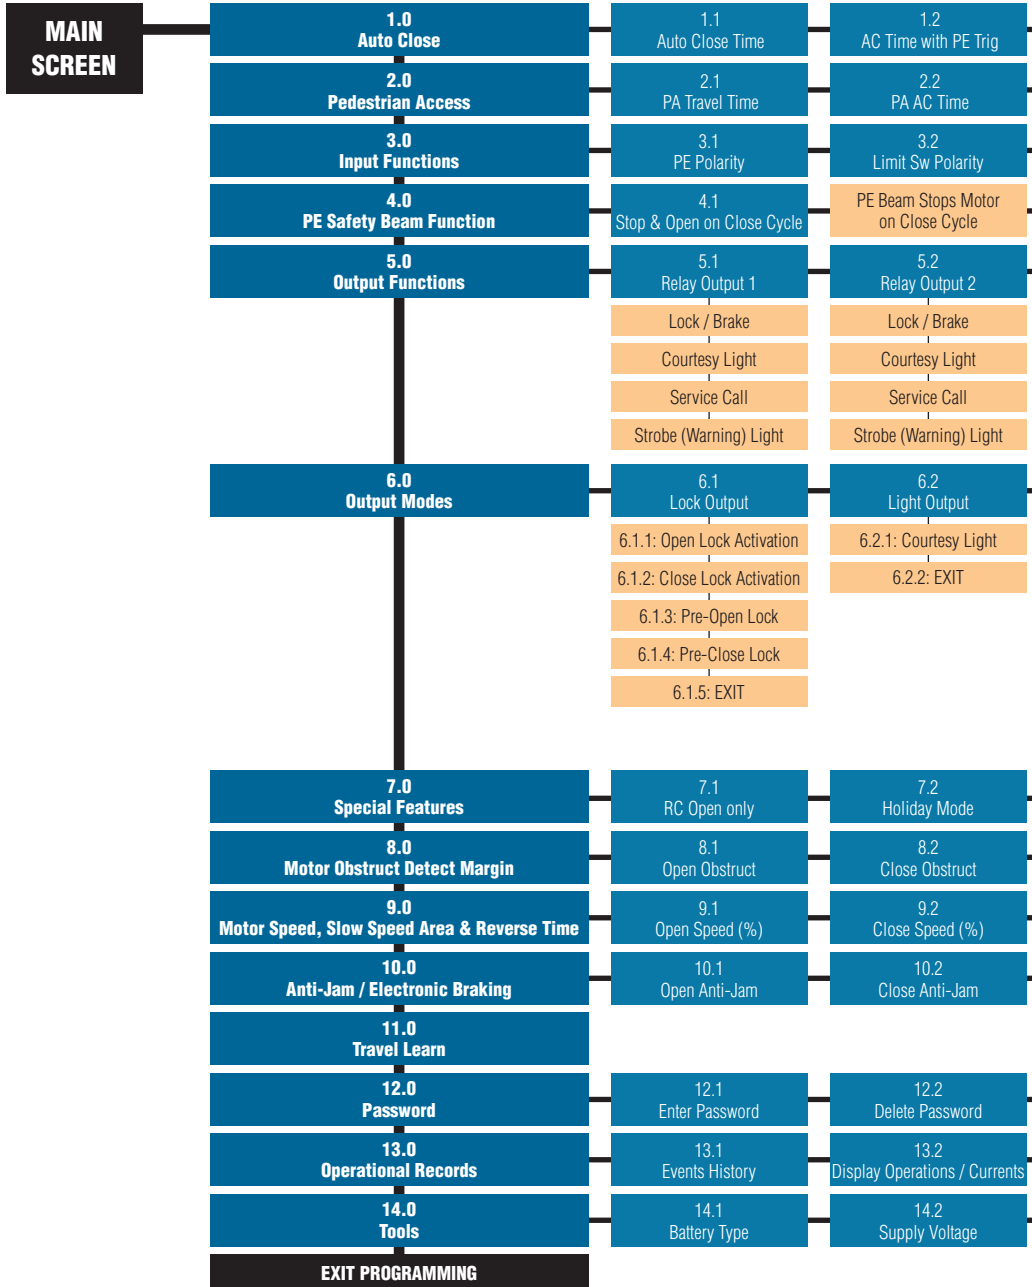 MAIN
SCREEN
1.0
Auto Close
1.1
Auto Close Time
1.2
AC Time with PE Trig
2.0
Pedestrian Access
2.1
PA Travel Time
2.2
PA AC Time
3.0
Input Functions
3.1
PE Polarity
3.2
Limit Sw Polarity
4.0
PE Safety Beam Function
4.1
Stop & Open on Close Cycle
PE Beam Stops Motor
on Close Cycle
5.0
Output Functions
5.1
Relay Output 1
5.2
Relay Output 2
Lock / Brake
Lock / Brake
Courtesy Light
Courtesy Light
Service Call
Service Call
Strobe (Warning) Light
Strobe (Warning) Light
6.0
Output Modes
6.1
Lock Output
6.2
Light Output
6.1.1: Open Lock Activation
6.2.1: Courtesy Light
6.1.2: Close Lock Activation
6.2.2: EXIT
6.1.3: Pre-Open Lock
6.1.4: Pre-Close Lock
6.1.5: EXIT
7.0
Special Features
7.1
RC Open only
7.2
Holiday Mode
8.0
Motor Obstruct Detect Margin
8.1
Open Obstruct
8.2
Close Obstruct
9.0
Motor Speed, Slow Speed Area & Reverse Time
9.1
Open Speed (%)
9.2
Close Speed (%)
10.0
Anti-Jam / Electronic Braking
10.1
Open Anti-Jam
10.2
Close Anti-Jam
11.0
Travel Learn
12.0
Password
12.1
Enter Password
12.2
Delete Password
13.0
Operational Records
13.1
Events History
13.2
Display Operations / Currents
14.0
Tools
14.1
Battery Type
14.2
Supply Voltage
EXIT PROGRAMMING